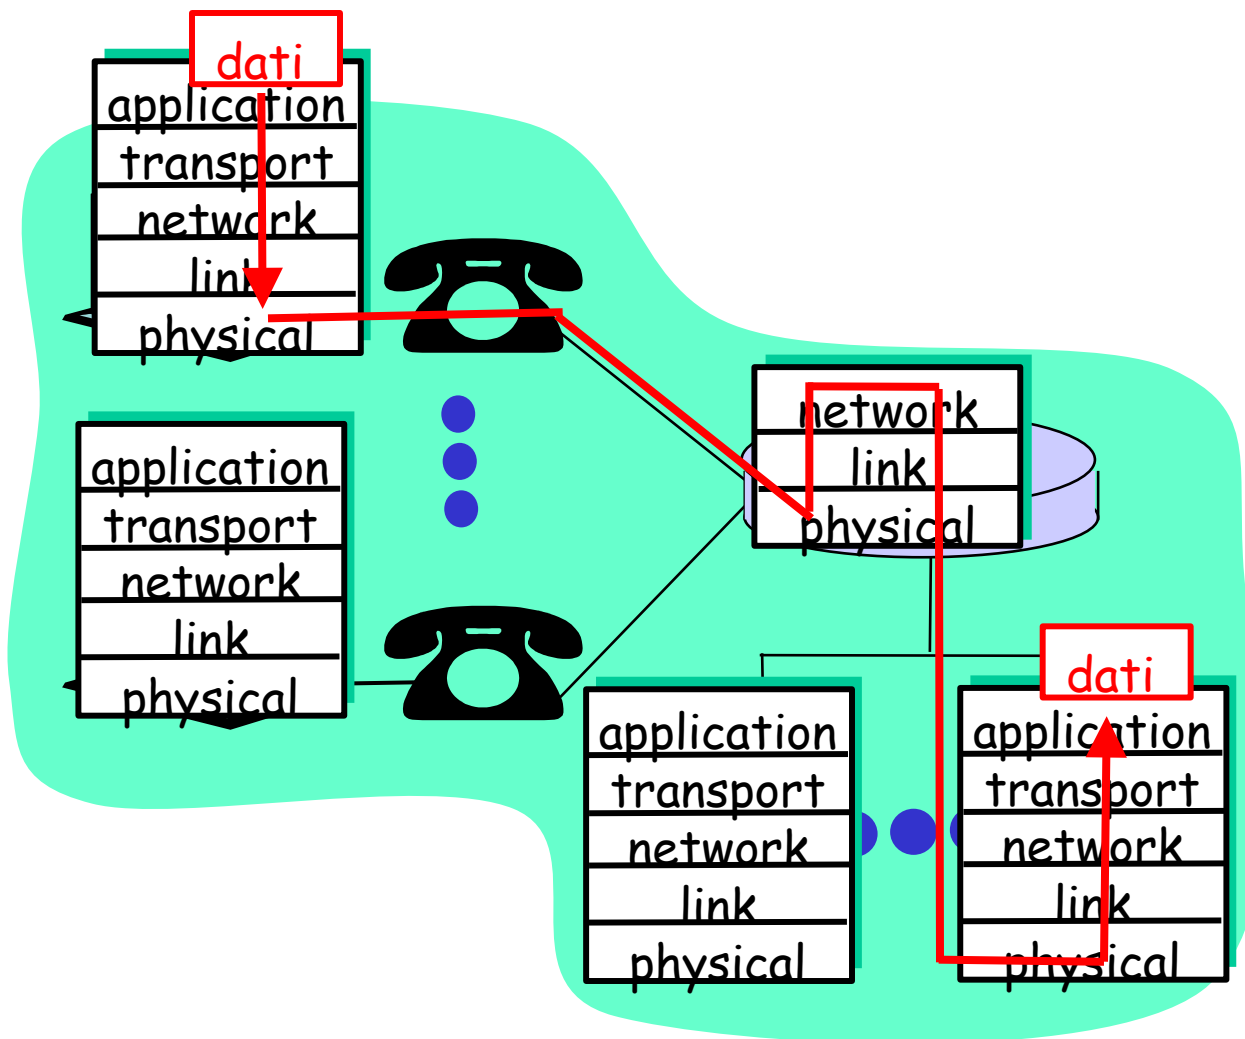 dati
application
transport
network
link
physical
network
link
physical
application
transport
network
link
physical
dati
application
transport
network
link
physical
application
transport
network
link
physical